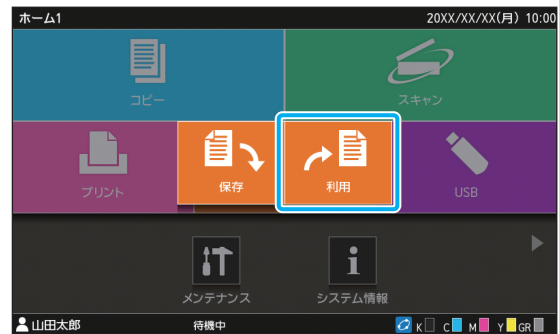 ホーム1
20XX/XX/XX(月) 10:00
コピー
スキャン
プリント
保存
利用
USB
メンテナンス
システム情報
山田太郎
待機中
K C M Y GR